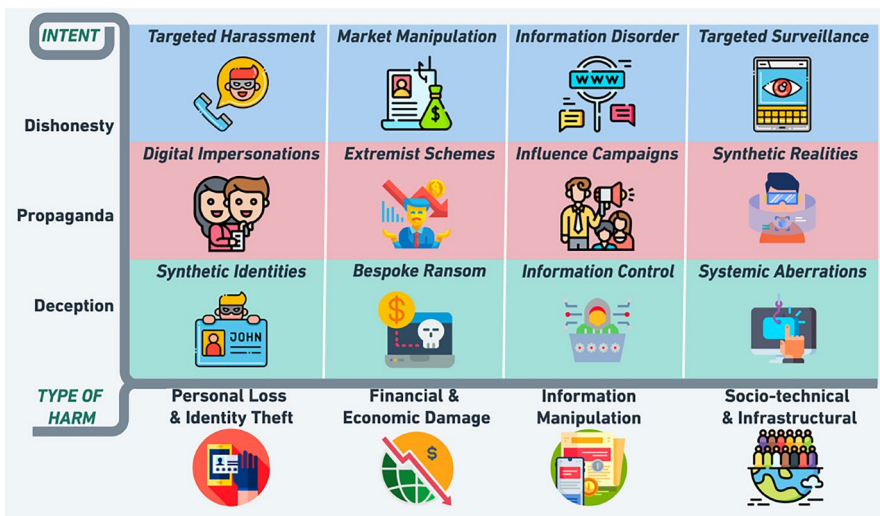 INTENT
Targeted Harassment
Market Manipulation
Information Disorder
Targeted Surveillance
WWW
$
Dishonesty
Digital Impersonations
Extremist Schemes
Influence Campaigns
Synthetic Realities
$
Propaganda
Synthetic Identities
Bespoke Ransom
Information Control
Systemic Aberrations
$
JOHN
Deception
TYPE OF
HARM
Personal Loss
& Identity Theft
Financial &
Economic Damage
Information
Manipulation
Socio-technical
& Infrastructural
$